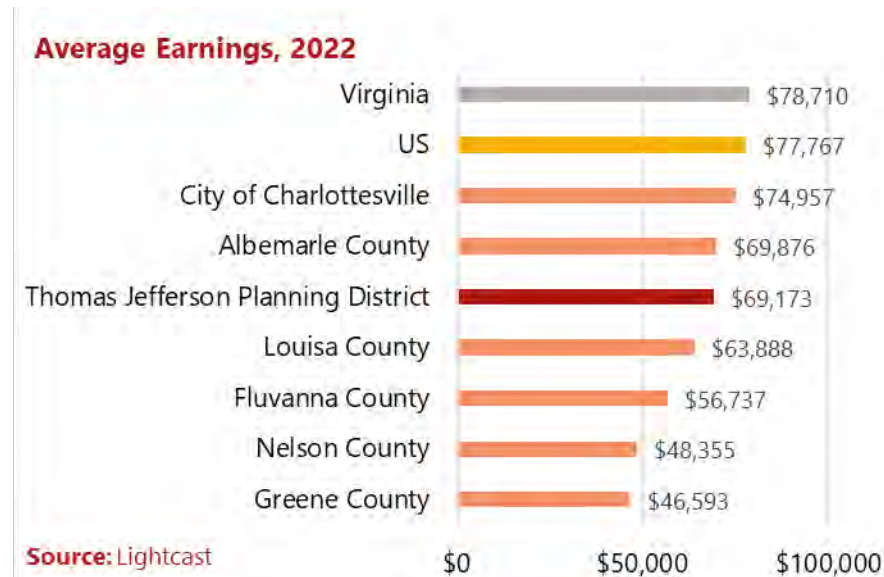 Average Earnings, 2022
Virginia $78,710
US $77,767
City of Charlottesville $74,957
Albemarle County $69,876
Thomas Jefferson Planning District $69,173
Louisa County $63,888
Fluvanna County $56,737
Nelson County $48,355
Greene County $46,593
Source: Lightcast $0 $50,000 $100,000